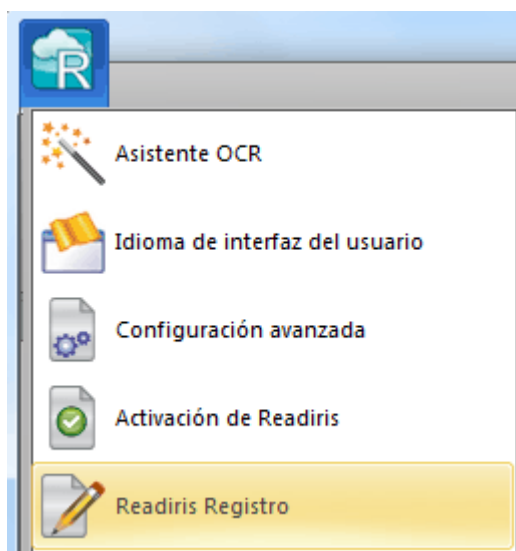 R
Asistente OCR
Idioma de interfaz del usuario
Configuración avanzada
Activación de Readiris
Readiris Registro